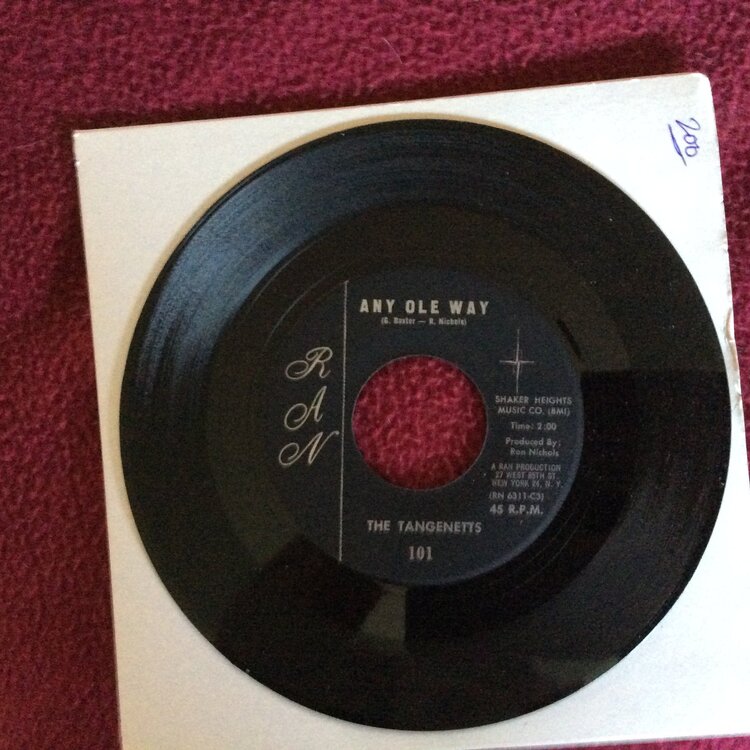 200
ANY OLE WAY
(G. Baxter — R. Nichols)
R
A
N
SHAKER HEIGHTS
MUSIC CO. (BMI)
Time: 2:00
Produced By:
Ron Nichols
A RAN PRODUCTION
27 WEST 85TH ST.
NEW YORK 24, N. Y.
(RN 6311-C3)
45 R.P.M.
THE TANGENETTS
101